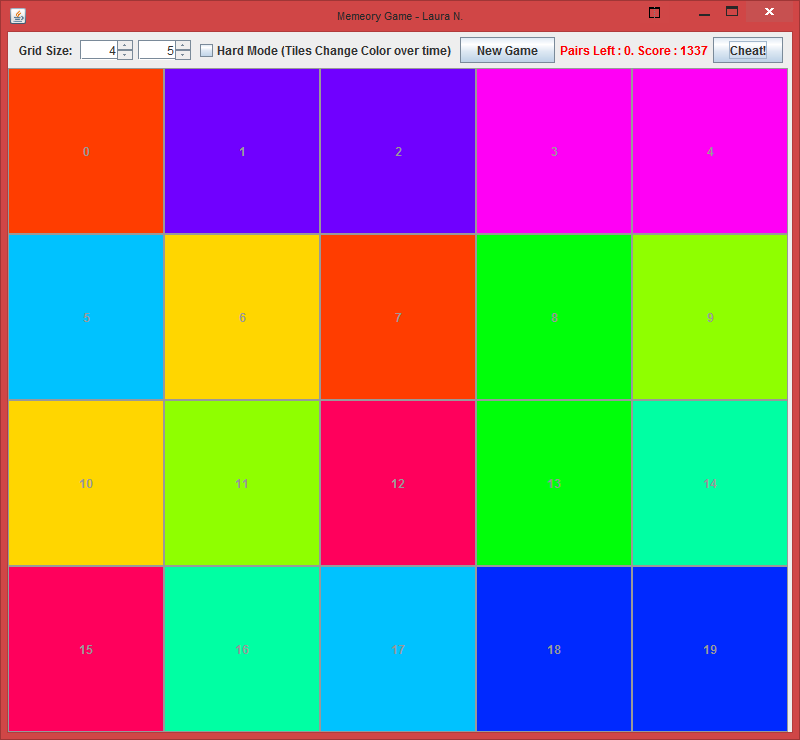 Memeory Game - Laura N.
Grid Size: 4 5 Hard Mode (Tiles Change Color over time) New Game Pairs Left : 0. Score : 1337 Cheat!
0 1 2 3 4
5 6 7 8 9
10 11 12 13 14
15 16 17 18 19